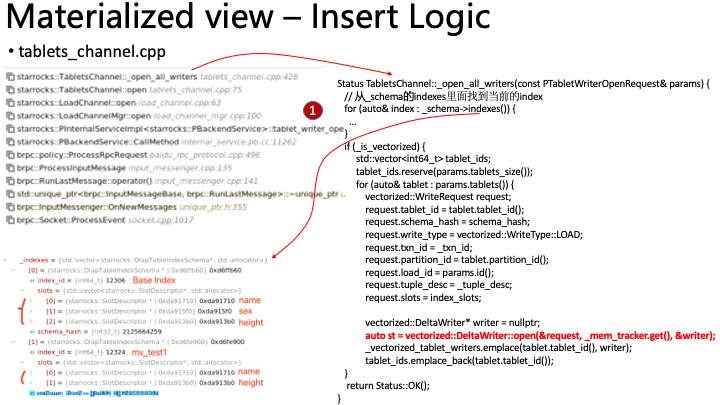 Materialized view – Insert Logic
• tablets_channel.cpp
starrocks::TabletsChannel::_open_all_writers tablets_channel.cpp:428
starrocks::TabletsChannel::open tablets_channel.cpp:75
starrocks::LoadChannel::open load_channel.cpp:63
starrocks::LoadChannelMgr::open load_channel_mgr.cpp:100
starrocks::PInternalServiceImpl<starrocks::PBackendService>::tablet_writer_ope
starrocks::PBackendService::CallMethod internal_service.pb.cc:11262
brpc::policy::ProcessRpcRequest baidu_rpc_protocol.cpp:496
brpc::ProcessInputMessage input_messenger.cpp:135
brpc::RunLastMessage::operator() input_messenger.cpp:141
std::unique_ptr<brpc::InputMessageBase, brpc::RunLastMessage>::~unique_ptr
brpc::InputMessenger::OnNewMessages unique_ptr.h:355
brpc::Socket::ProcessEvent socket.cpp:1017
1
Status TabletsChannel::_open_all_writers(const PTabletWriterOpenRequest& params) {
// 从_schema的indexes里面找到当前的index
for (auto& index : _schema->indexes()) {
...
}
if (_is_vectorized) {
std::vector<int64_t> tablet_ids;
tablet_ids.reserve(params.tablets_size());
for (auto& tablet : params.tablets()) {
vectorized::WriteRequest request;
request.tablet_id = tablet.tablet_id();
request.schema_hash = schema_hash;
request.write_type = vectorized::WriteType::LOAD;
request.txn_id = _txn_id;
request.partition_id = tablet.partition_id();
request.load_id = params.id();
request.tuple_desc = _tuple_desc;
request.slots = index_slots;
vectorized::DeltaWriter* writer = nullptr;
auto st = vectorized::DeltaWriter::open(&request, _mem_tracker.get(), &writer);
_vectorized_tablet_writers.emplace(tablet.tablet_id(), writer);
tablet_ids.emplace_back(tablet.tablet_id());
}
return Status::OK();
}
_indexes = {std::vector<starrocks::OlapTableIndexSchema*, std::allocator>}
[0] = {starrocks::OlapTableIndexSchema * | 0xd6ffb60} 0xd6ffb60
index_id = {int64_t} 12306 Base Index
slots = {std::vector<starrocks::SlotDescriptor*, std::allocator>}
[0] = {starrocks::SlotDescriptor * | 0xda91710} 0xda91710 name
[1] = {starrocks::SlotDescriptor * | 0xda915f0} 0xda915f0 sex
[2] = {starrocks::SlotDescriptor * | 0xda913b0} 0xda913b0 height
schema_hash = {int32_t} 2125664259
[1] = {starrocks::OlapTableIndexSchema * | 0xd6fe900} 0xd6fe900
index_id = {int64_t} 12324 mv_test1
slots = {std::vector<starrocks::SlotDescriptor*, std::allocator>}
[0] = {starrocks::SlotDescriptor * | 0xda91710} 0xda91710 name
[1] = {starrocks::SlotDescriptor * | 0xda913b0} 0xda913b0 height